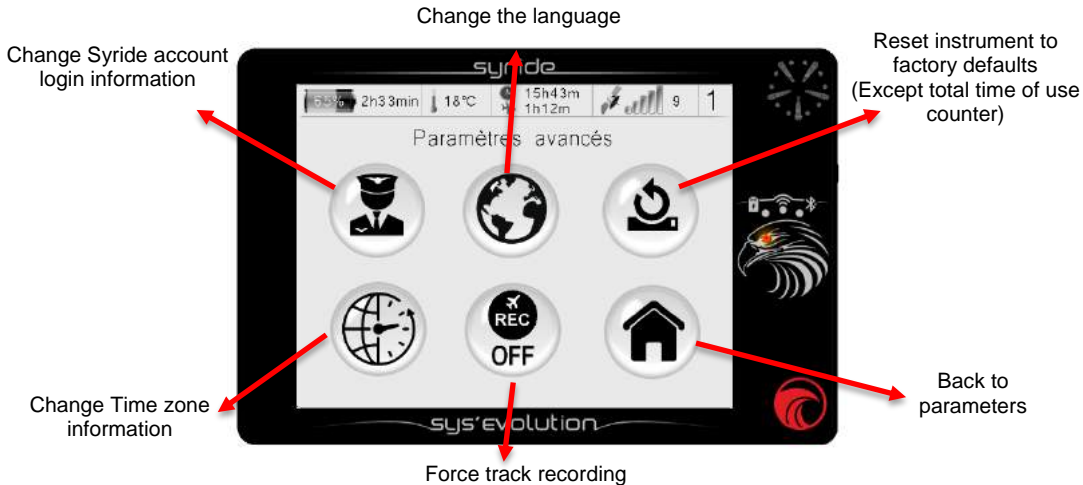 Change the language
Change Syride account
login information
Reset instrument to
factory defaults
(Except total time of use
counter)
syride
65% 2h33min 18°C 15h43m 9 1
1h12m
Paramètres avancés
REC
OFF
Change Time zone
information
Back to
parameters
sys'evolution
Force track recording